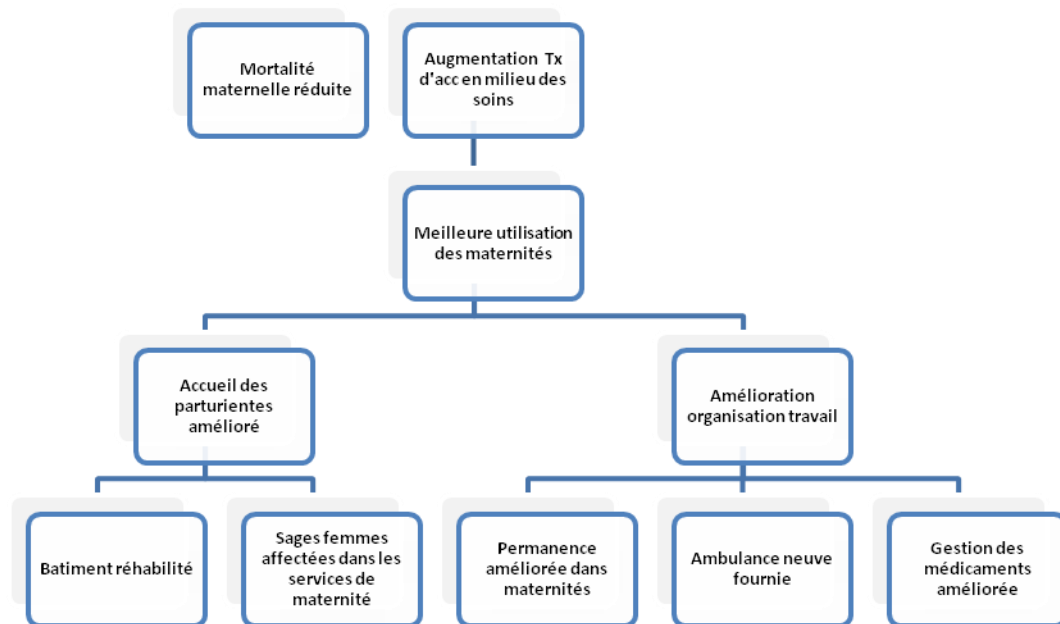 Mortalité
maternelle réduite
Augmentation Tx
d'acc en milieu des
soins
Meilleure utilisation
des maternités
Accueil des
parturientes
amélioré
Amélioration
organisation travail
Batiment réhabilité
Sages femmes
affectées dans les
services de
maternité
Permanence
améliorée dans
maternités
Ambulance neuve
fournie
Gestion des
médicaments
améliorée